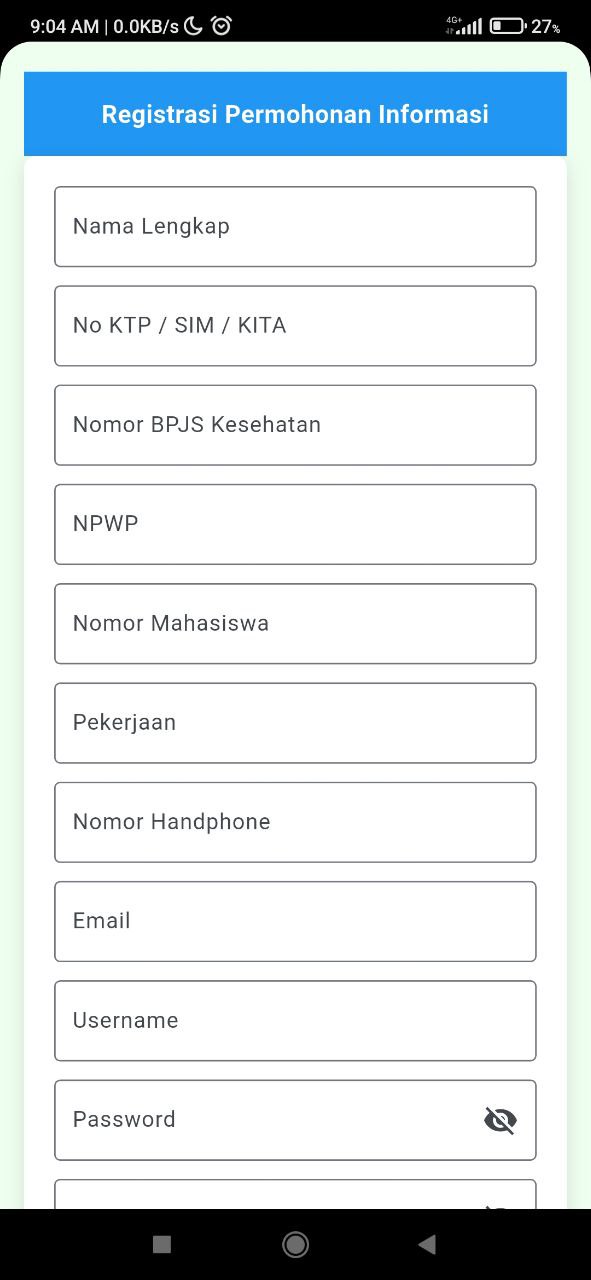 9:04 AM | 0.0KB/s 4G+ 27%
Registrasi Permohonan Informasi
Nama Lengkap
No KTP / SIM / KITA
Nomor BPJS Kesehatan
NPWP
Nomor Mahasiswa
Pekerjaan
Nomor Handphone
Email
Username
Password